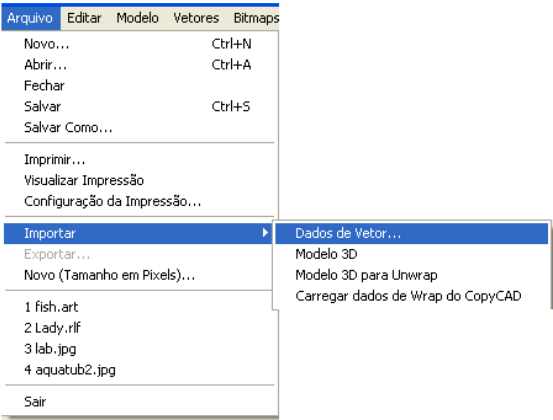 Arquivo Editar Modelo Vetores Bitmaps
Novo... Ctrl+N
Abrir... Ctrl+A
Fechar
Salvar Ctrl+S
Salvar Como...
Imprimir...
Visualizar Impressão
Configuração da Impressão...
Importar
Exportar...
Novo (Tamanho em Pixels)...
1 fish.art
2 Lady.rlf
3 lab.jpg
4 aquatub2.jpg
Sair
Dados de Vetor...
Modelo 3D
Modelo 3D para Unwrap
Carregar dados de Wrap do CopyCAD